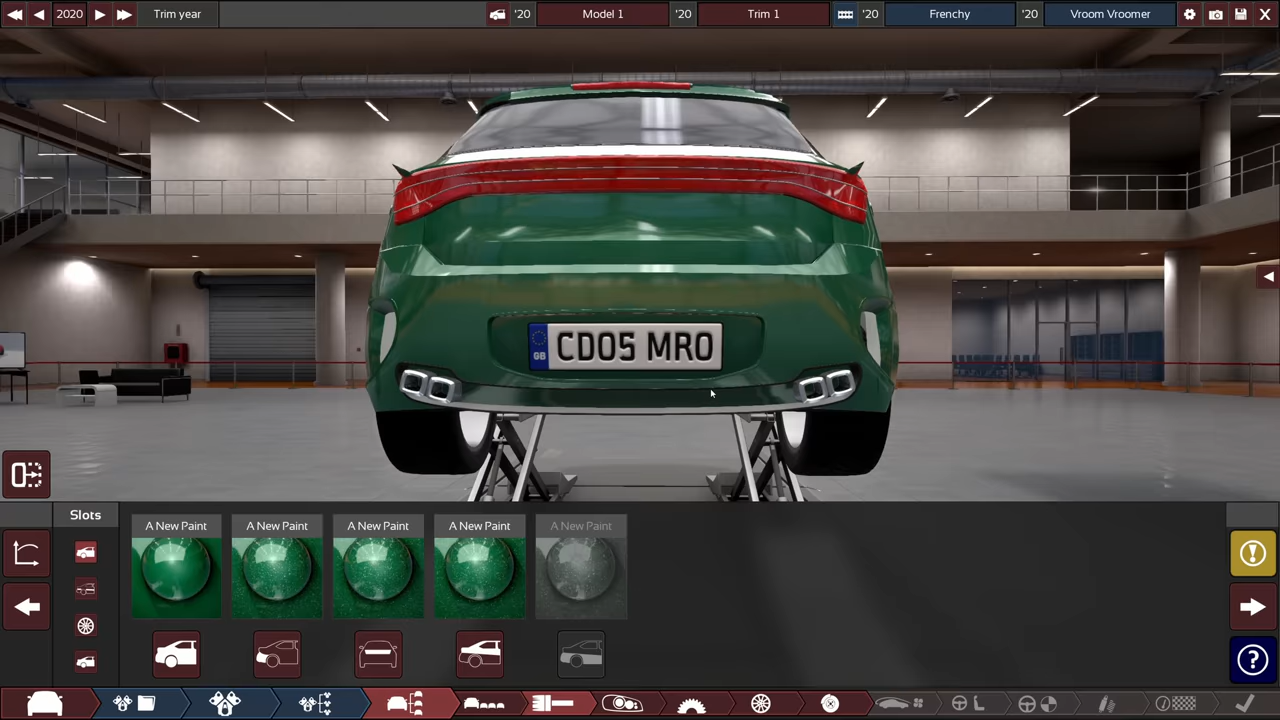 2020 Trim year '20 Model 1 '20 Trim 1 '20 Frenchy '20 Vroom Vroomer
GB CD05 MRO
Slots
A New Paint A New Paint A New Paint A New Paint A New Paint